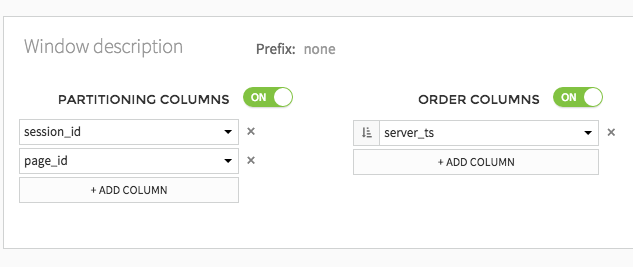 Window description
Prefix: none
PARTITIONING COLUMNS ON
ORDER COLUMNS ON
session_id ×
page_id ×
+ ADD COLUMN
server_ts ×
+ ADD COLUMN